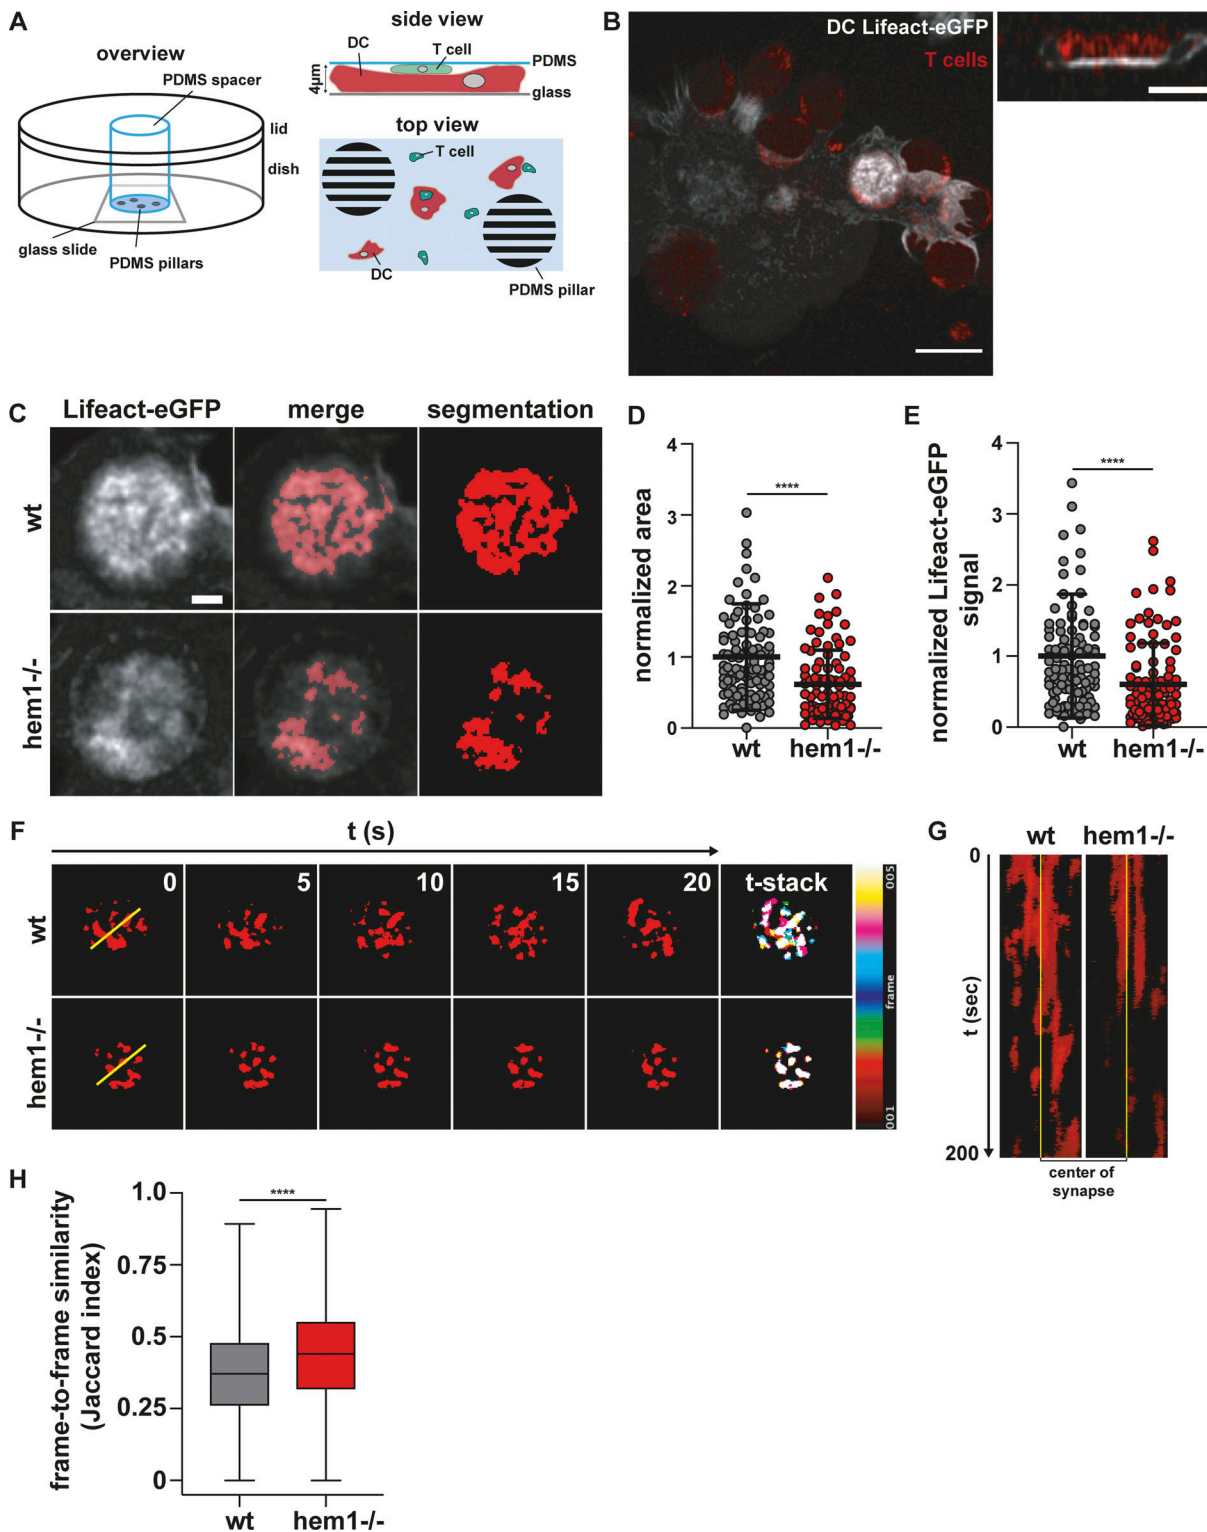 A
overview
PDMS spacer
lid
dish
glass slide
PDMS pillars
side view
DC
T cell
PDMS
4µm
glass
top view
T cell
DC
PDMS pillar
B
DC Lifeact-eGFP
T cells
C
Lifeact-eGFP
merge
segmentation
wt
hem1-/-
D
normalized area
4
3
2
1
0
****
wt
hem1-/-
E
normalized Lifeact-eGFP
signal
4
3
2
1
0
****
wt
hem1-/-
F
t (s)
0
5
10
15
20
t-stack
wt
hem1-/-
005
frame
001
G
wt
hem1-/-
0
t (sec)
200
center of
synapse
H
frame-to-frame similarity
(Jaccard index)
1.0
0.75
0.5
0.25
0
****
wt
hem1-/-